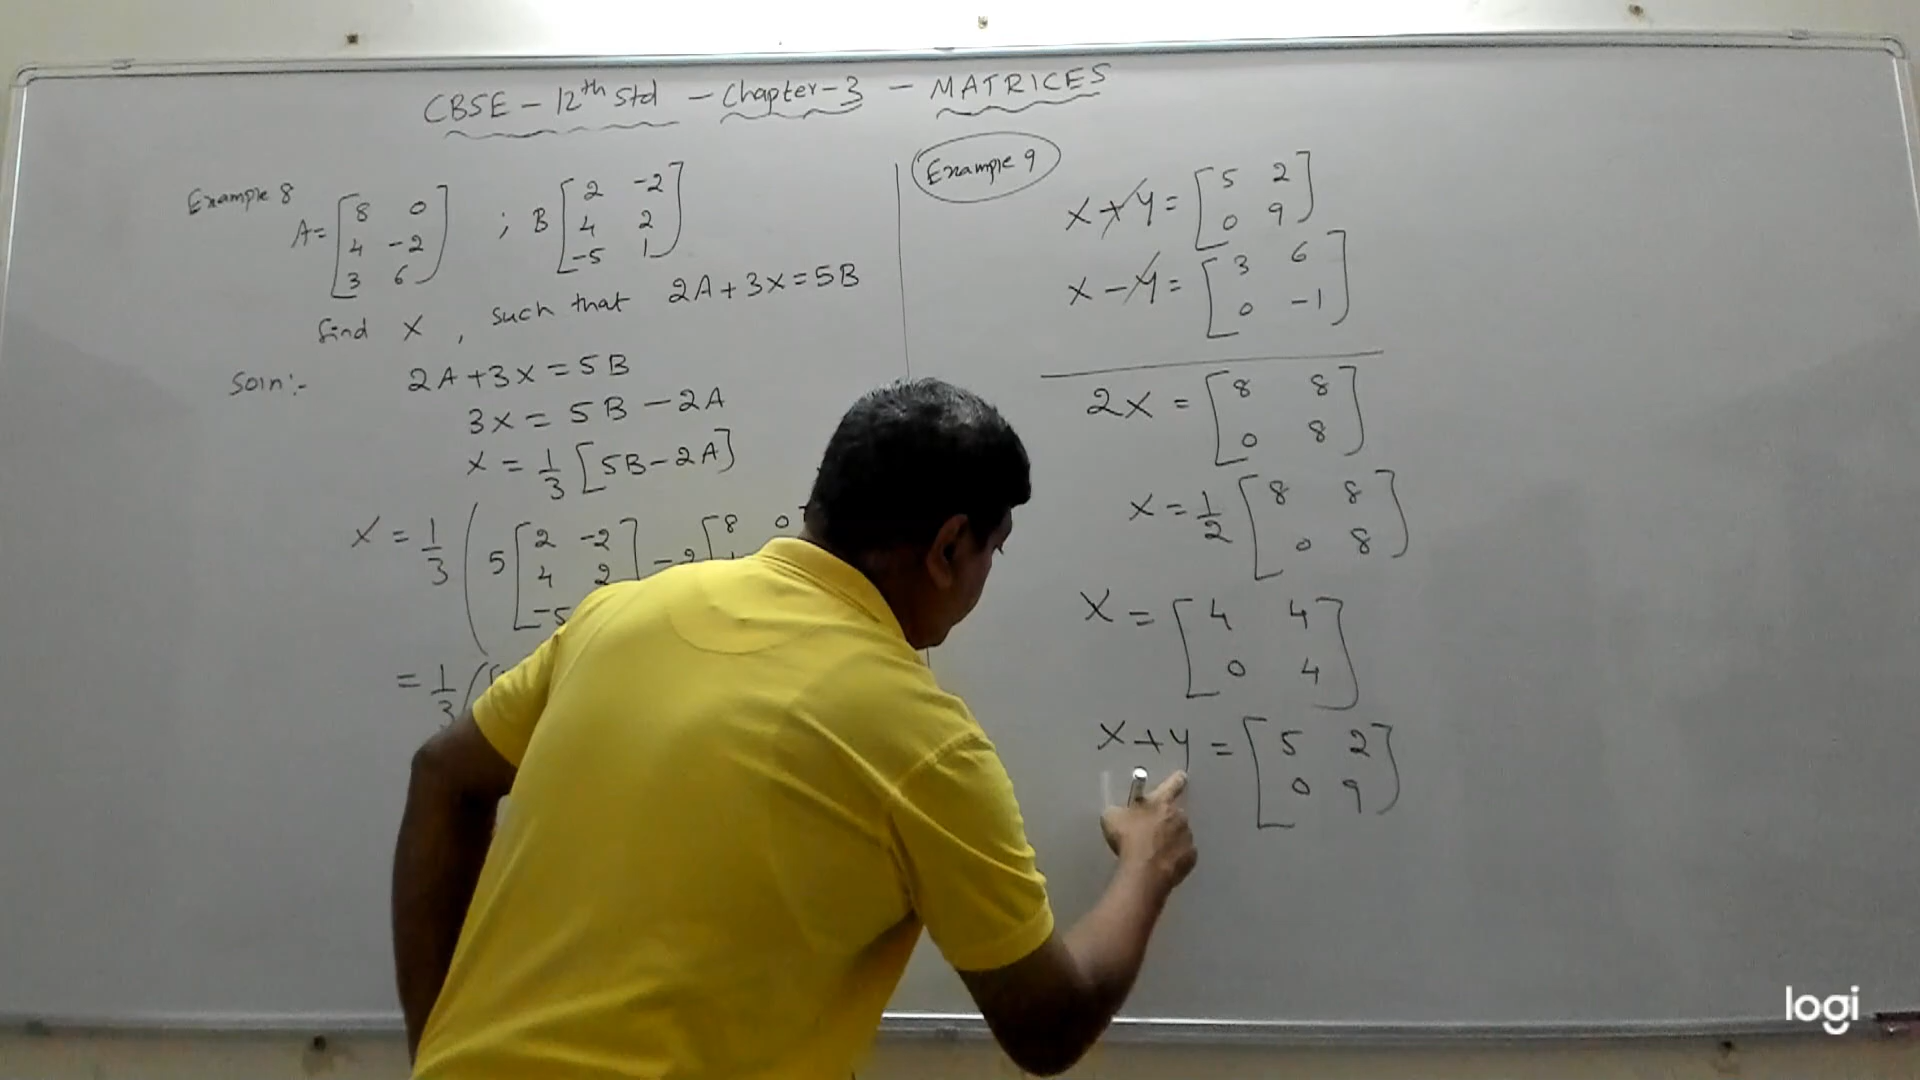 CBSE - 12th Std - Chapter-3 - MATRICES
Example 8
A= [8 0
4 -2
3 6] ; B [2 -2
4 2
-5 1]
find X, such that 2A+3X=5B
Soln:- 2A+3X=5B
3X = 5B - 2A
X = 1/3 [5B-2A]
X = 1/3 ( 5 [2 -2
4 2
-5 ] -2 [8 0
= 1/3 (
Example 9
X+Y= [5 2
0 9]
X-Y= [3 6
0 -1]
2X = [8 8
0 8]
X = 1/2 [8 8
0 8]
X = [4 4
0 4]
X+Y = [5 2
0 9]
logi